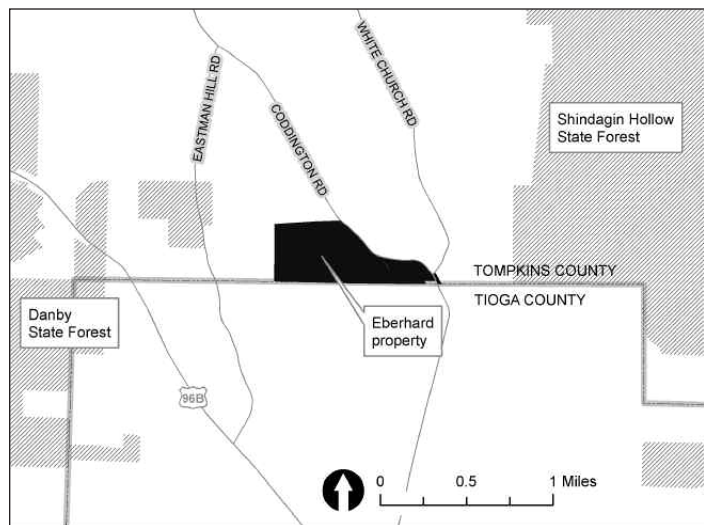 WHITE CHURCH RD
EASTMAN HILL RD
CODDINGTON RD
Shindagin Hollow
State Forest
TOMPKINS COUNTY
TIOGA COUNTY
Danby
State Forest
Eberhard
property
96B
0 0.5 1 Miles